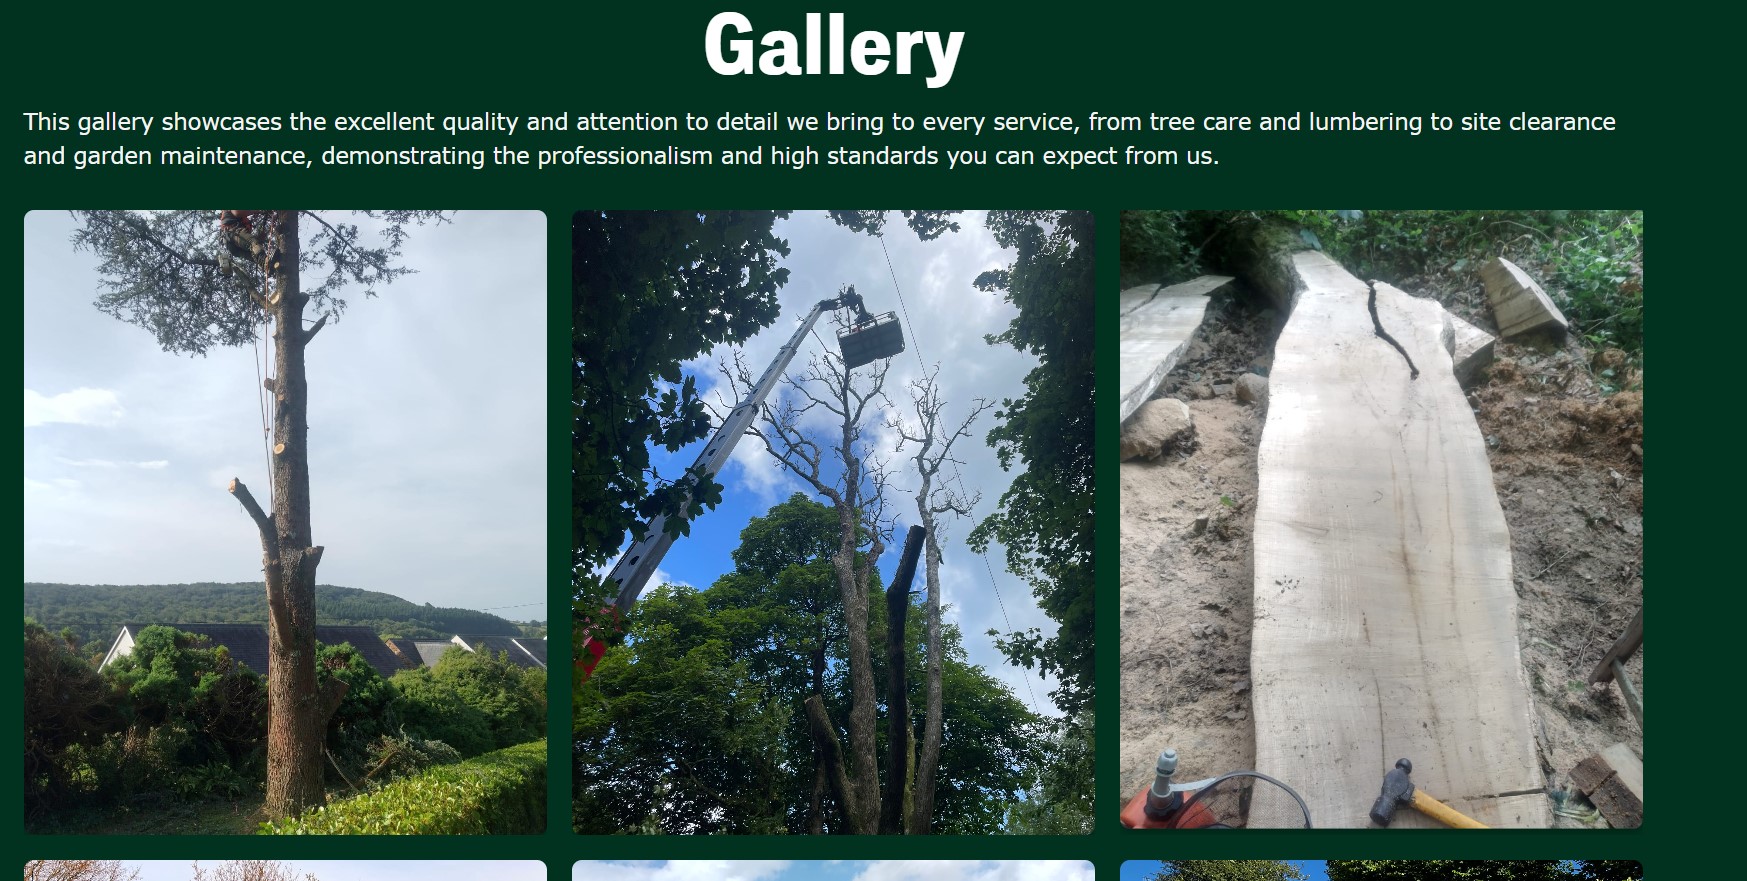 Gallery
This gallery showcases the excellent quality and attention to detail we bring to every service, from tree care and lumbering to site clearance
and garden maintenance, demonstrating the professionalism and high standards you can expect from us.